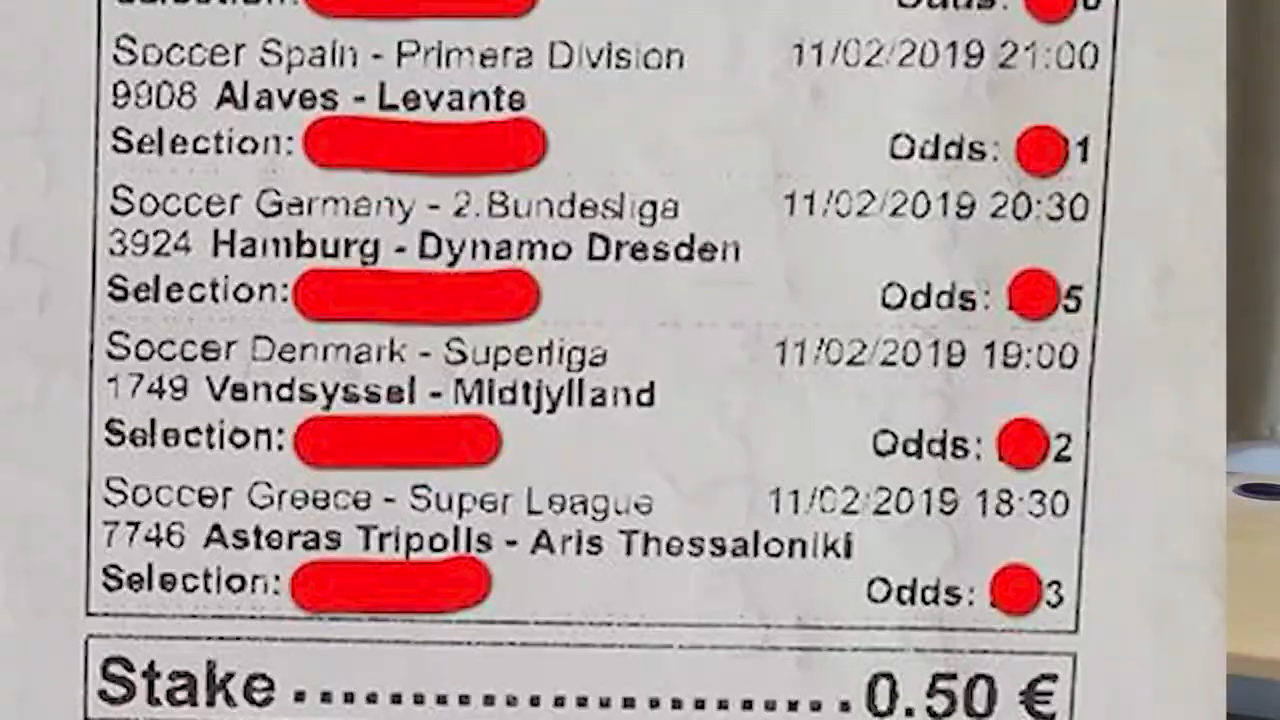 Selection: Odds:
Soccer Spain - Primera Division 11/02/2019 21:00
9908 Alaves - Levante
Selection: Odds: 1
Soccer Germany - 2.Bundesliga 11/02/2019 20:30
3924 Hamburg - Dynamo Dresden
Selection: Odds: 5
Soccer Denmark - Superliga 11/02/2019 19:00
1749 Vendsyssel - Midtjylland
Selection: Odds: 2
Soccer Greece - Super League 11/02/2019 18:30
7746 Asteras Tripolis - Aris Thessaloniki
Selection: Odds: 3
Stake ............................ 0.50 €